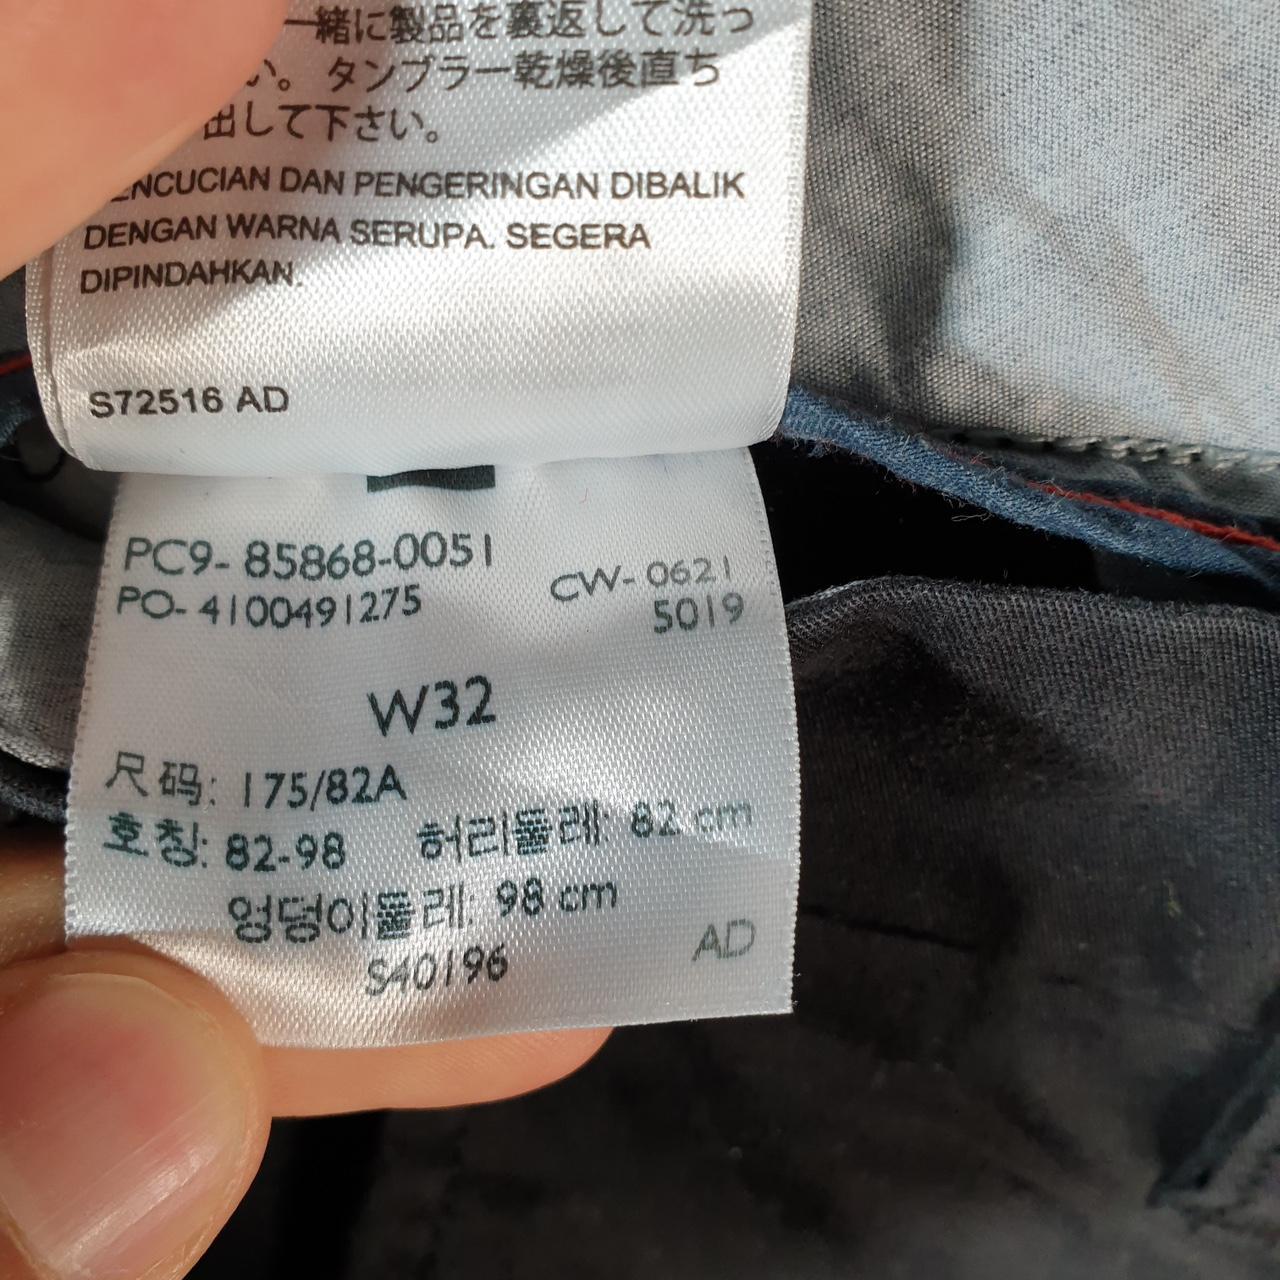 一緒に製品を裏返して洗っ
い。タンブラー乾燥後直ち
出して下さい。
ENCUCIAN DAN PENGERINGAN DIBALIK
DENGAN WARNA SERUPA. SEGERA
DIPINDAHKAN.
S72516 AD
PC9- 85868-0051
PO- 4100491275
CW- 0621
5019
W32
尺码: 175/82A
호칭: 82-98 허리둘레: 82 cm
엉덩이둘레: 98 cm
S40196
AD